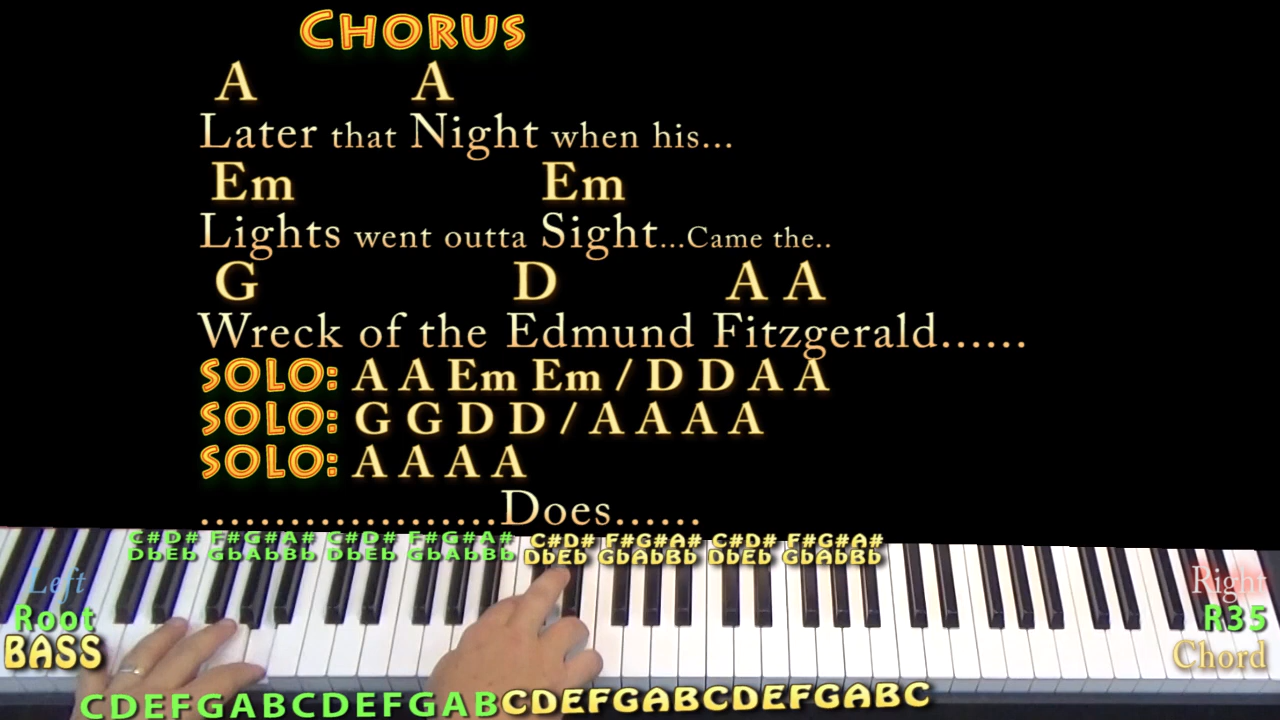 CHORUS
A A
Later that Night when his...
Em Em
Lights went outta Sight...Came the..
G D A A
Wreck of the Edmund Fitzgerald......
SOLO: A A Em Em / D D A A
SOLO: G G D D / A A A A
SOLO: A A A A
....................Does......
C#D# F#G#A# C#D# F#G#A# C#D# F#G#A# C#D# F#G#A#
DbEb GbAbBb DbEb GbAbBb DbEb GbAbBb DbEb GbAbBb
Left
Root
BASS
Right
R35
Chord
CDEFGABCDEFGABCDEFGABCDEFGABC